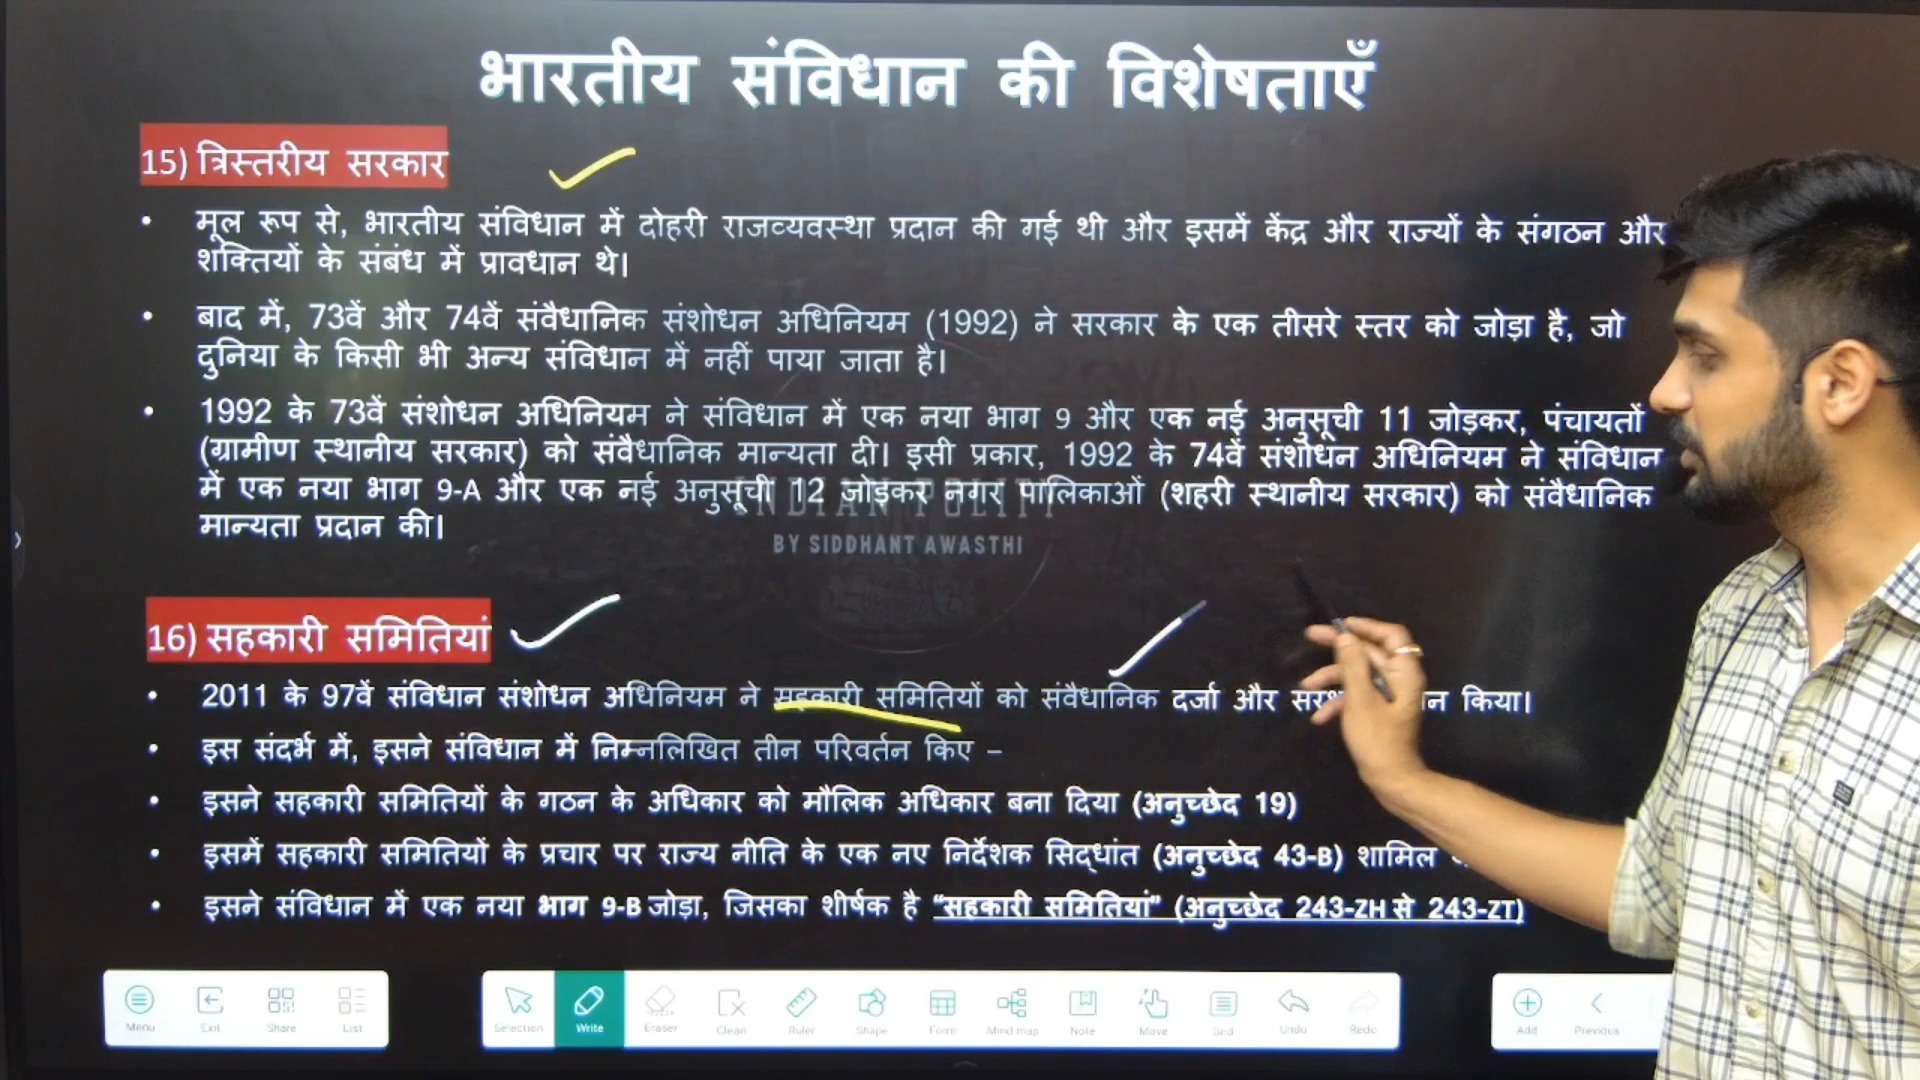 भारतीय संविधान की विशेषताएँ
15) त्रिस्तरीय सरकार
• मूल रूप से, भारतीय संविधान में दोहरी राजव्यवस्था प्रदान की गई थी और इसमें केंद्र और राज्यों के संगठन और
शक्तियों के संबंध में प्रावधान थे।
• बाद में, 73वें और 74वें संवैधानिक संशोधन अधिनियम (1992) ने सरकार के एक तीसरे स्तर को जोड़ा है, जो
दुनिया के किसी भी अन्य संविधान में नहीं पाया जाता है।
• 1992 के 73वें संशोधन अधिनियम ने संविधान में एक नया भाग 9 और एक नई अनुसूची 11 जोड़कर, पंचायतों
(ग्रामीण स्थानीय सरकार) को संवैधानिक मान्यता दी। इसी प्रकार, 1992 के 74वें संशोधन अधिनियम ने संविधान
में एक नया भाग 9-A और एक नई अनुसूची 12 जोड़कर नगर पालिकाओं (शहरी स्थानीय सरकार) को संवैधानिक
मान्यता प्रदान की।
INDIAN POLITY
BY SIDDHANT AWASTHI
16) सहकारी समितियां
• 2011 के 97वें संविधान संशोधन अधिनियम ने सहकारी समितियों को संवैधानिक दर्जा और किया।
• इस संदर्भ में, इसने संविधान में निम्नलिखित तीन परिवर्तन किए –
• इसने सहकारी समितियों के गठन के अधिकार को मौलिक अधिकार बना दिया (अनुच्छेद 19)
• इसमें सहकारी समितियों के प्रचार पर राज्य नीति के एक नए निर्देशक सिद्धांत (अनुच्छेद 43-B) शामिल
• इसने संविधान में एक नया भाग 9-B जोड़ा, जिसका शीर्षक है "सहकारी समितियां" (अनुच्छेद 243-ZH से 243-ZT)
Menu Exit Share List Selection Write Eraser Clean Ruler Shape Form Mind map Note Move Grid Undo Redo Add Previous